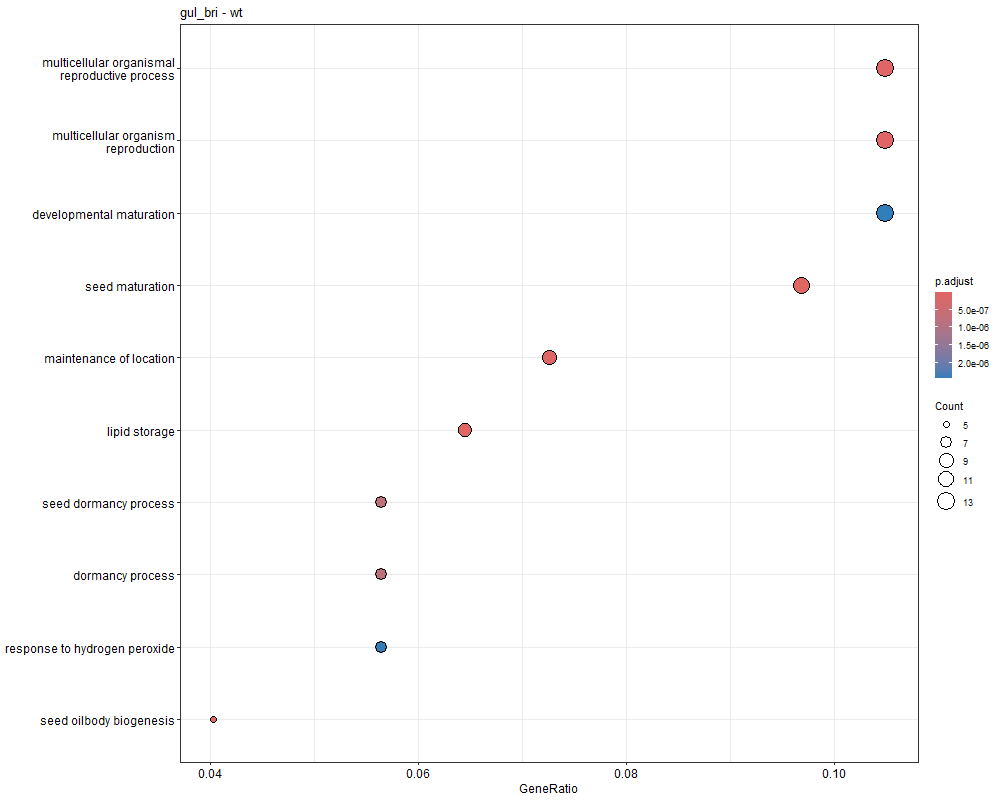 gul_bri - wt
multicellular organismal
reproductive process
multicellular organism
reproduction
developmental maturation
seed maturation
maintenance of location
lipid storage
seed dormancy process
dormancy process
response to hydrogen peroxide
seed oilbody biogenesis
0.04
0.06
0.08
0.10
GeneRatio
p.adjust
5.0e-07
1.0e-06
1.5e-06
2.0e-06
Count
5
7
9
11
13